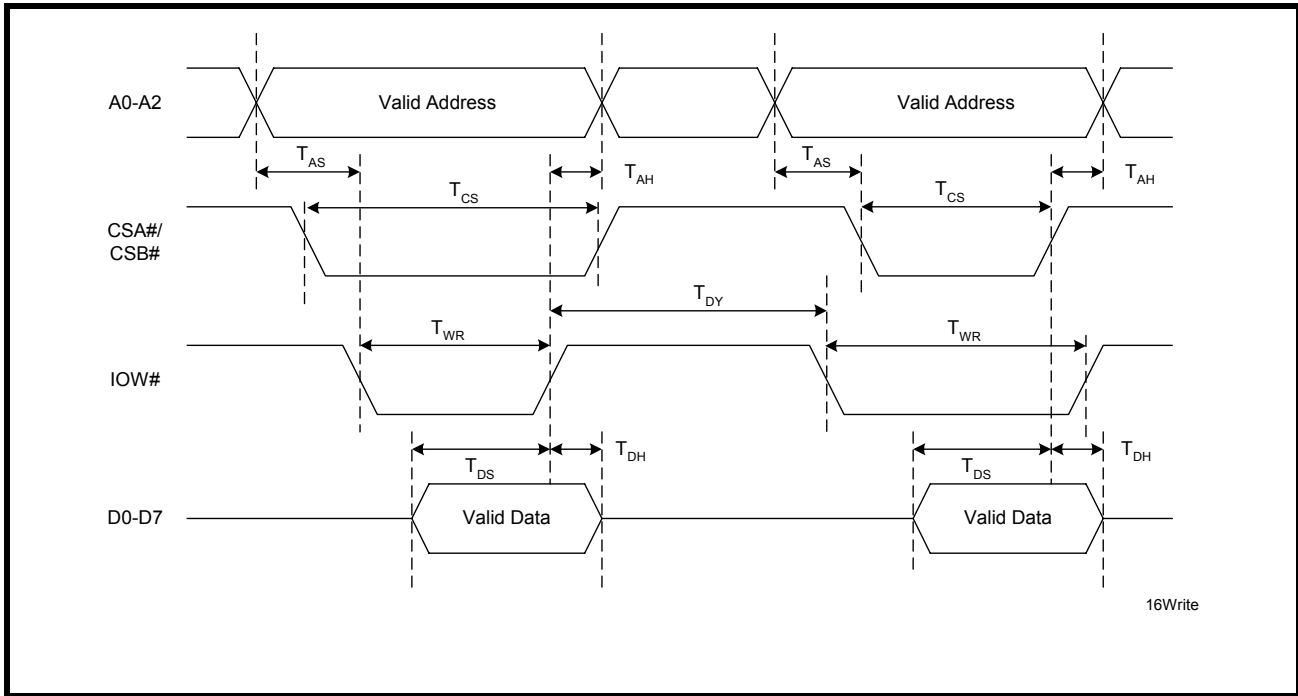 A0-A2
Valid Address
Valid Address
TAS
TAH
TAS
TAH
TCS
TCS
CSA#/
CSB#
TDY
TWR
TWR
IOW#
TDS
TDH
TDS
TDH
D0-D7
Valid Data
Valid Data
16Write